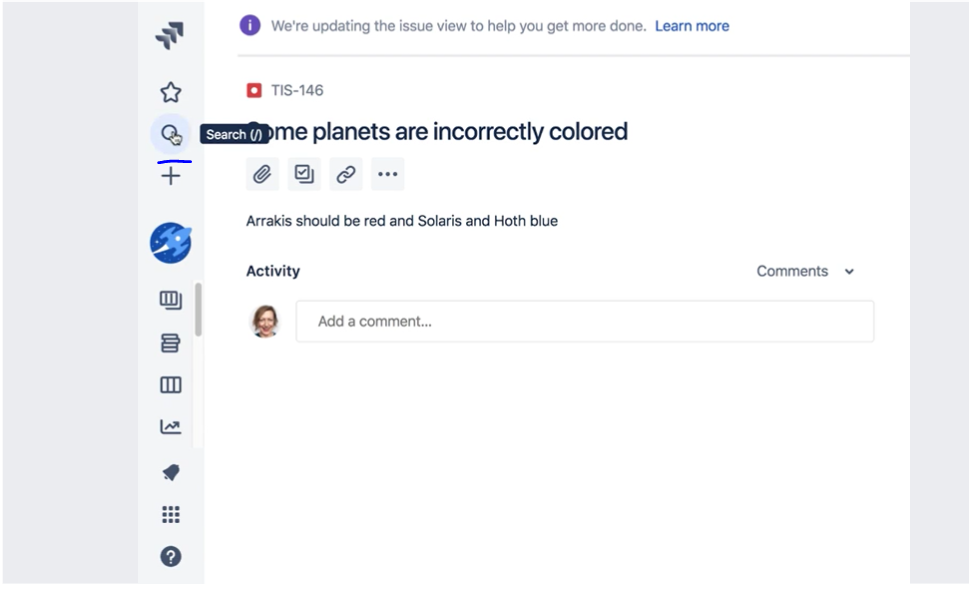 We're updating the issue view to help you get more done. Learn more
TIS-146
Search (/)
ome planets are incorrectly colored
Arrakis should be red and Solaris and Hoth blue
Activity
Comments
Add a comment...